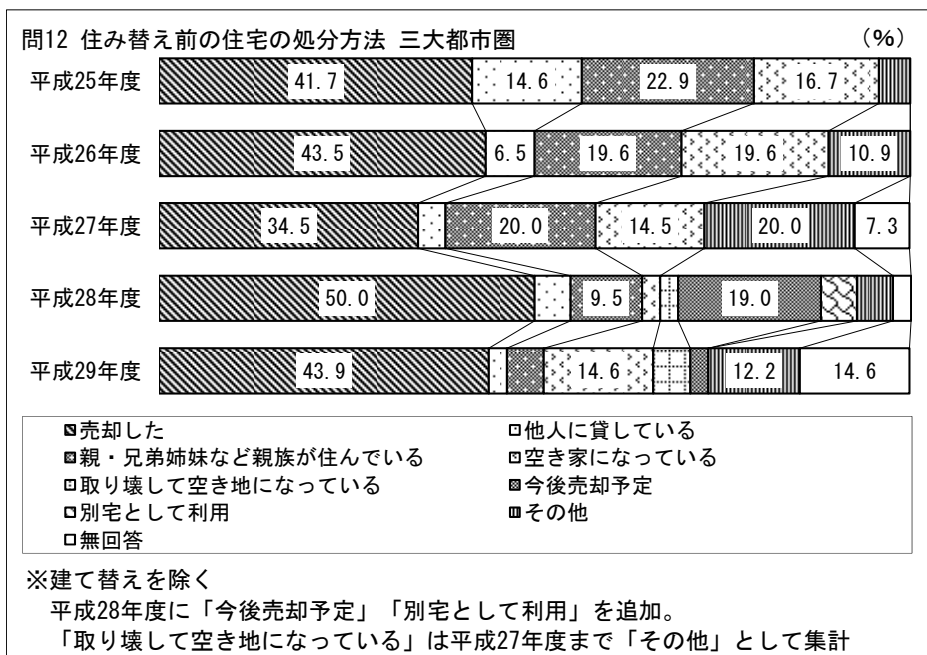 問12 住み替え前の住宅の処分方法 三大都市圏 (%)
平成25年度 41.7 14.6 22.9 16.7
平成26年度 43.5 6.5 19.6 19.6 10.9
平成27年度 34.5 20.0 14.5 20.0 7.3
平成28年度 50.0 9.5 19.0
平成29年度 43.9 14.6 12.2 14.6
売却した 他人に貸している
親・兄弟姉妹など親族が住んでいる 空き家になっている
取り壊して空き地になっている 今後売却予定
別宅として利用 その他
無回答
※建て替えを除く
平成28年度に「今後売却予定」「別宅として利用」を追加。
「取り壊して空き地になっている」は平成27年度まで「その他」として集計